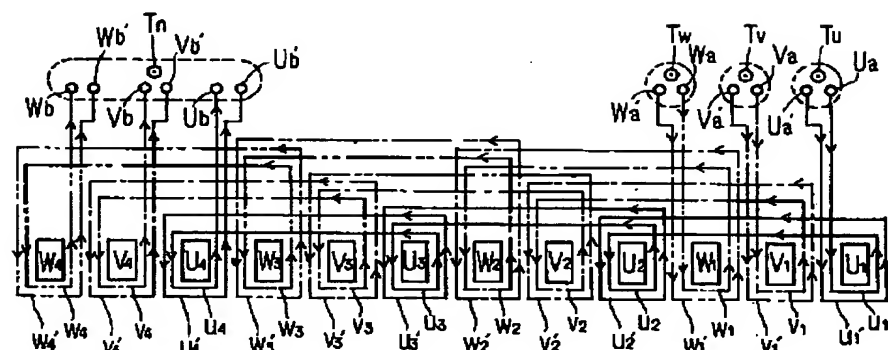 Wb' Tn Vb' Ub' Tw Wa Tv Va Tu Ua
Wb Vb Ub Wa' Va' Ua'
W4 V4 U4 W3 V3 U3 W2 V2 U2 W1 V1 U1
W4' W4 V4' V4 U4' U4 W3' W3 V3' V3 U3' U3 W2' W2 V2' V2 U2' U2 W1' W1 V1' V1 U1' U1